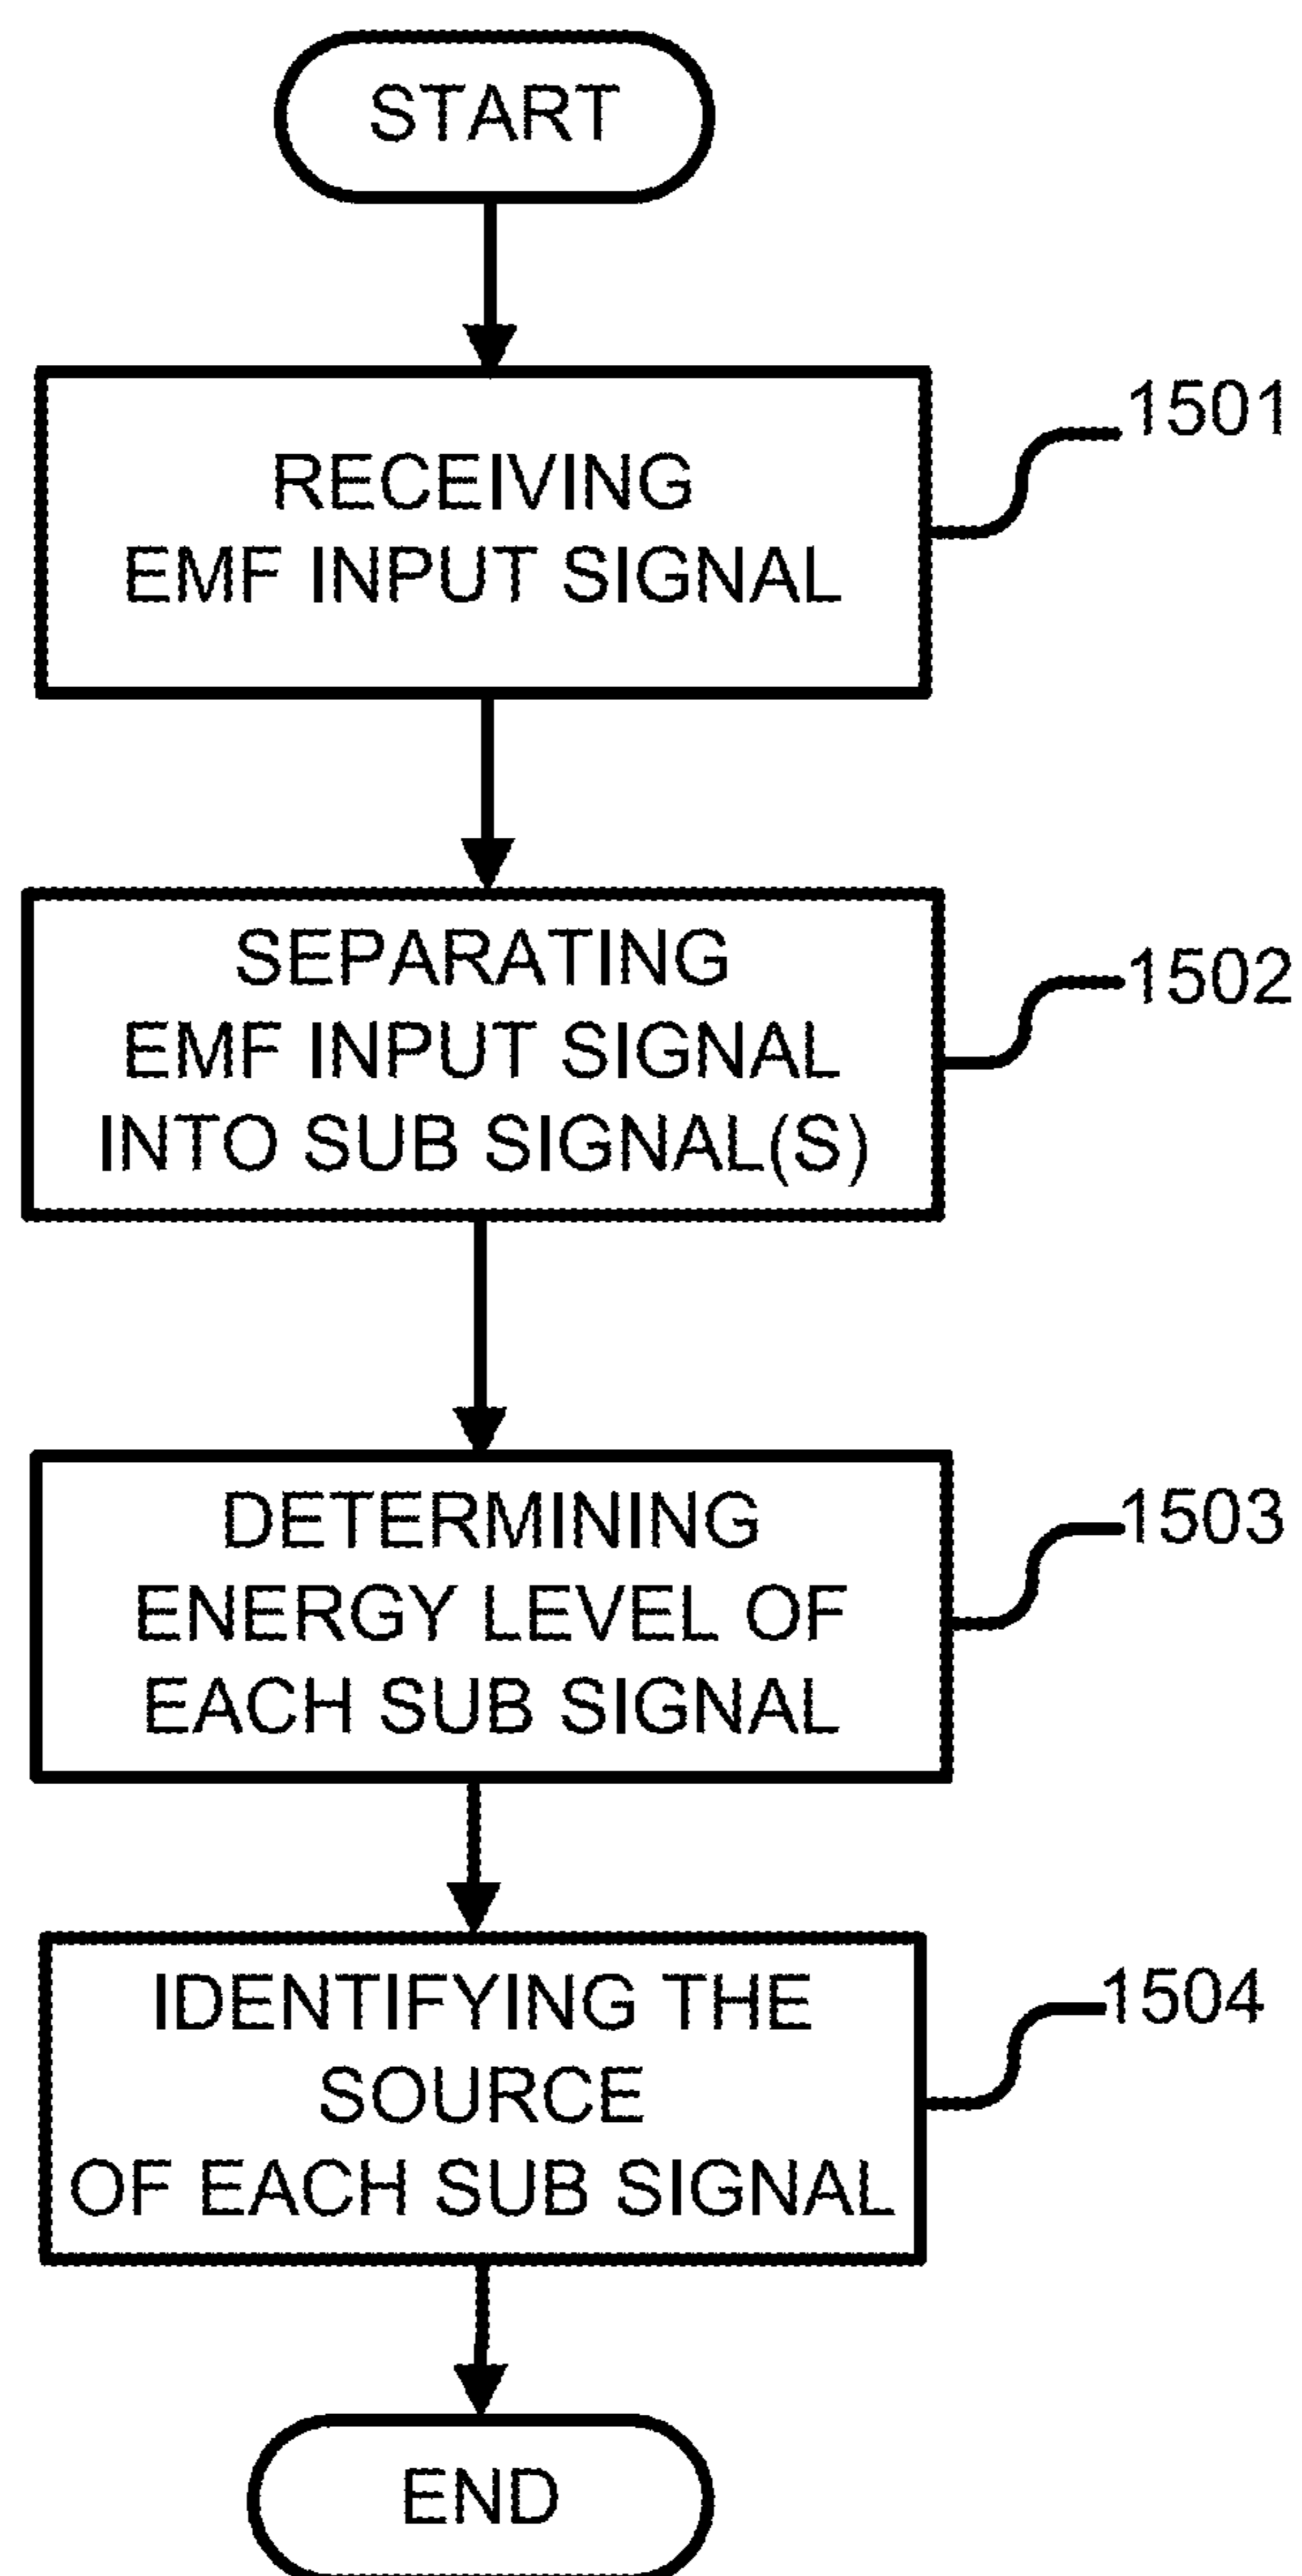 START
RECEIVING
EMF INPUT SIGNAL
1501
SEPARATING
EMF INPUT SIGNAL
INTO SUB SIGNAL(S)
1502
DETERMINING
ENERGY LEVEL OF
EACH SUB SIGNAL
1503
IDENTIFYING THE
SOURCE
OF EACH SUB SIGNAL
1504
END